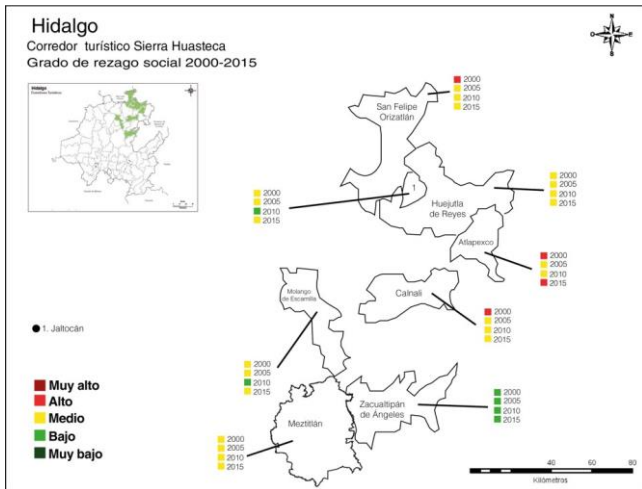 Hidalgo
Corredor turístico Sierra Huasteca
Grado de rezago social 2000-2015
Hidalgo
N
O
E
S
2000
2005
2010
2015
San Felipe
Orizatlán
2000
2005
2010
2015
1
Huejutla
de Reyes
2000
2005
2010
2015
Atlapexco
2000
2005
2010
2015
Molango
de Escamilla
Calnali
2000
2005
2010
2015
1. Jaltocán
2000
2005
2010
2015
Muy alto
Alto
Medio
Bajo
Muy bajo
Zacualtipán
de Ángeles
2000
2005
2010
2015
Meztitlán
2000
2005
2010
2015
0 20 40 60 80
Kilómetros